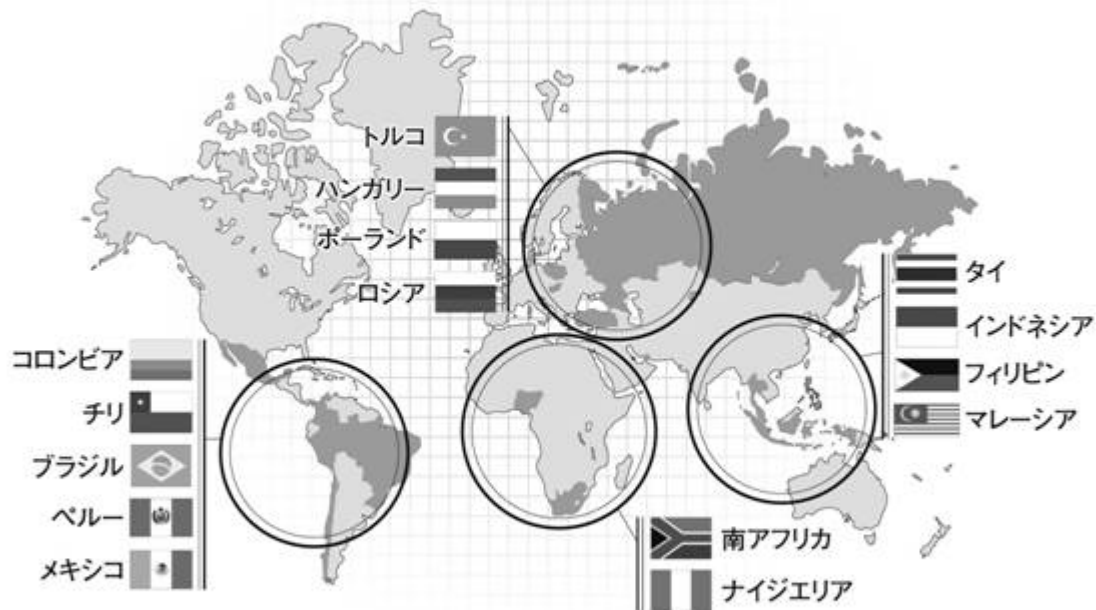 トルコ
ハンガリー
ポーランド
ロシア
タイ
インドネシア
フィリピン
マレーシア
コロンビア
チリ
ブラジル
ペルー
メキシコ
南アフリカ
ナイジエリア